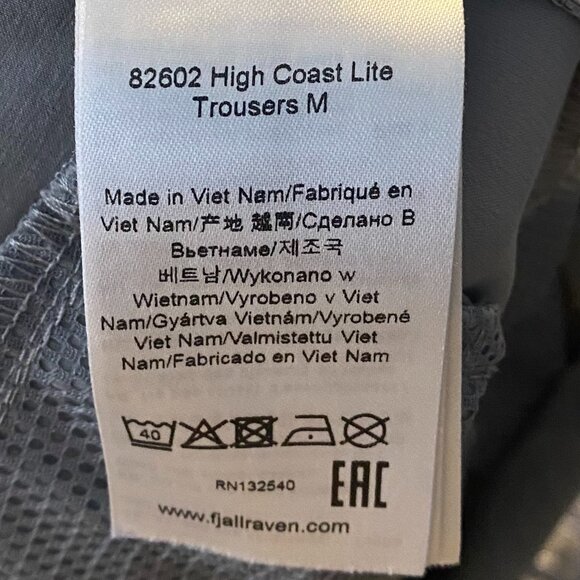 82602 High Coast Lite
Trousers M
Made in Viet Nam/Fabriqué en
Viet Nam/产地 越南/Сделано В
Вьетнаме/제조국
베트남/Wykonano w
Wietnam/Vyrobeno v Viet
Nam/Gyártva Vietnám/Vyrobené
Viet Nam/Valmistettu Viet
Nam/Fabricado en Viet Nam
40
RN132540 EAC
www.fjallraven.com